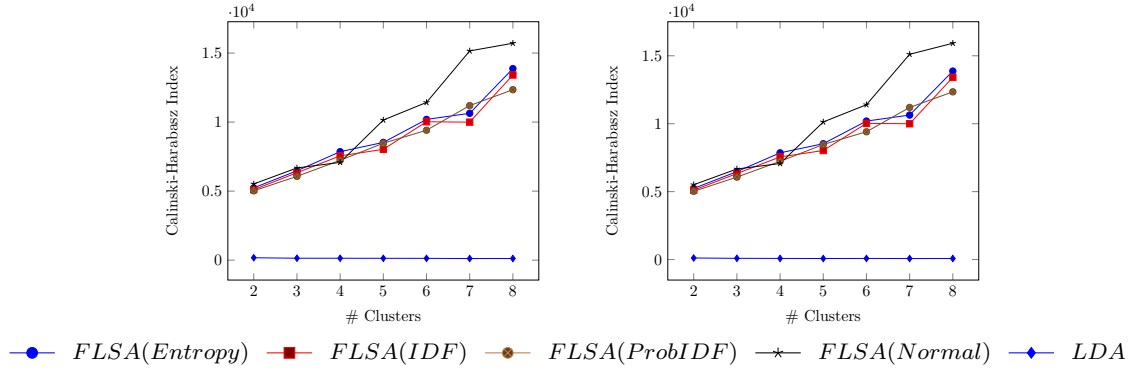 ·10⁴
1.5
1
0.5
0
Calinski-Harabasz Index
2 3 4 5 6 7 8
# Clusters
·10⁴
1.5
1
0.5
0
Calinski-Harabasz Index
2 3 4 5 6 7 8
# Clusters
FLSA(Entropy) FLSA(IDF) FLSA(ProbIDF) FLSA(Normal) LDA